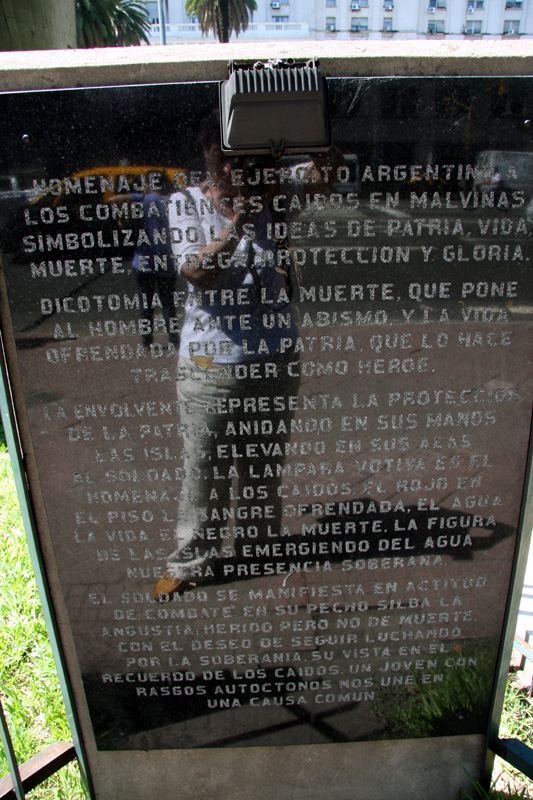 HOMENAJE DEL EJERCITO ARGENTINO A
LOS COMBATIENTES CAIDOS EN MALVINAS
SIMBOLIZANDO LAS IDEAS DE PATRIA, VIDA,
MUERTE, ENTREGA, PROTECCION Y GLORIA.
DICOTOMIA ENTRE LA MUERTE, QUE PONE
AL HOMBRE ANTE UN ABISMO, Y LA VIDA
OFRENDADA POR LA PATRIA, QUE LO HACE
TRASCENDER COMO HEROE.
LA ENVOLVENTE REPRESENTA LA PROTECCION
DE LA PATRIA, ANIDANDO EN SUS MANOS
LAS ISLAS, ELEVANDO EN SUS ALAS
EL SOLDADO. LA LAMPARA VOTIVA ES EL
HOMENAJE A LOS CAIDOS. EL ROJO EN
EL PISO LA SANGRE OFRENDADA, EL AGUA
LA VIDA EL NEGRO LA MUERTE. LA FIGURA
DE LAS ISLAS EMERGIENDO DEL AGUA
NUESTRA PRESENCIA SOBERANA.
EL SOLDADO SE MANIFIESTA EN ACTITUD
DE COMBATE EN SU PECHO SILBA LA
ANGUSTIA, HERIDO PERO NO DE MUERTE,
CON EL DESEO DE SEGUIR LUCHANDO
POR LA SOBERANIA, SU VISTA EN EL
RECUERDO DE LOS CAIDOS. UN JOVEN CON
RASGOS AUTOCTONOS NOS UNE EN
UNA CAUSA COMUN